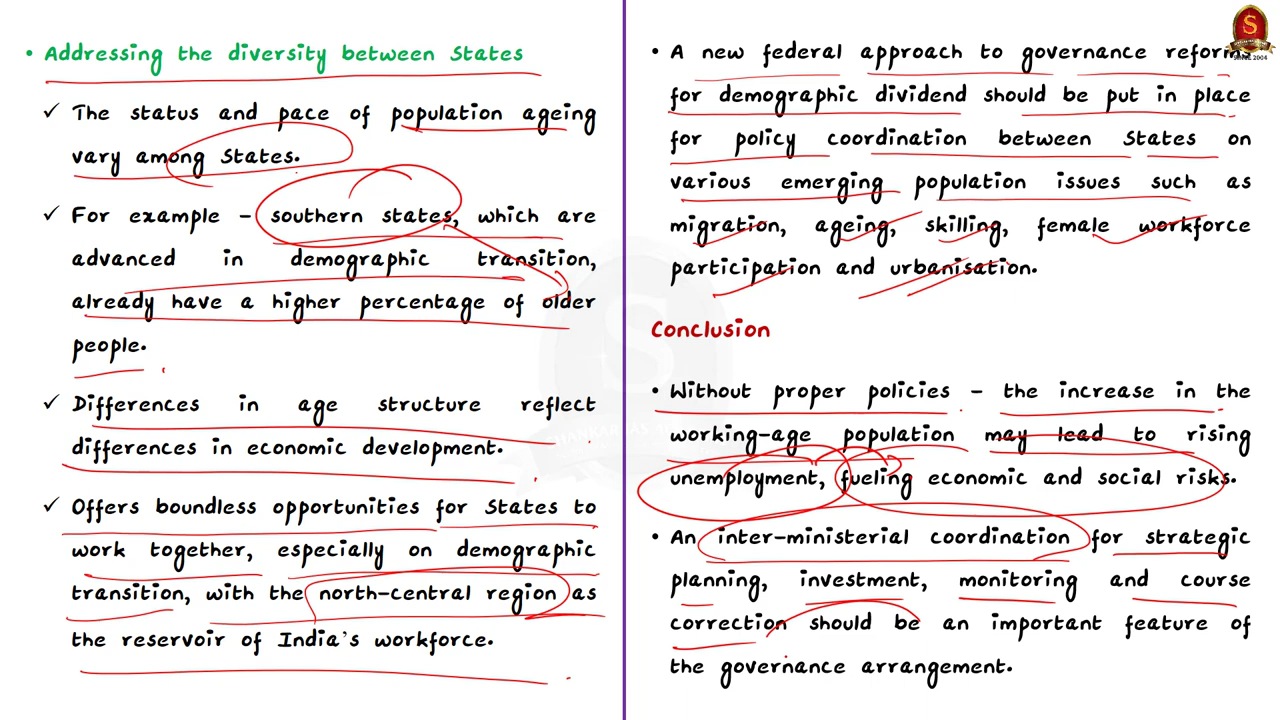 • Addressing the diversity between States
✓ The status and pace of population ageing
vary among States.
✓ For example – southern states, which are
advanced in demographic transition,
already have a higher percentage of older
people.
✓ Differences in age structure reflect
differences in economic development.
✓ Offers boundless opportunities for States to
work together, especially on demographic
transition, with the north-central region as
the reservoir of India's workforce.
• A new federal approach to governance reforms
for demographic dividend should be put in place
for policy coordination between States on
various emerging population issues such as
migration, ageing, skilling, female workforce
participation and urbanisation.
Conclusion
• Without proper policies – the increase in the
working-age population may lead to rising
unemployment, fueling economic and social risks.
• An inter-ministerial coordination for strategic
planning, investment, monitoring and course
correction should be an important feature of
the governance arrangement.
S
SINCE 2004